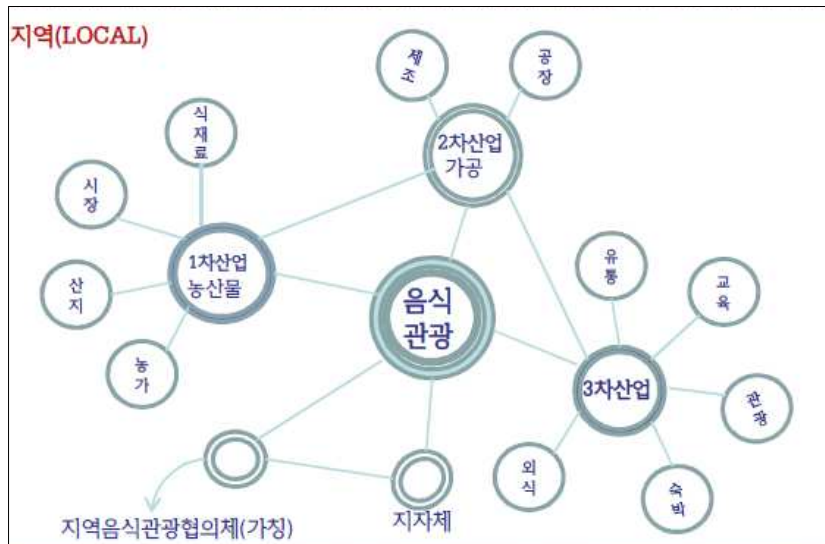 지역(LOCAL)
제조
공장
2차산업
가공
식재료
시장
산지
농가
1차산업
농산물
음식
관광
유통
교육
3차산업
관광
숙박
외식
지역음식관광협의체(가칭)
지자체